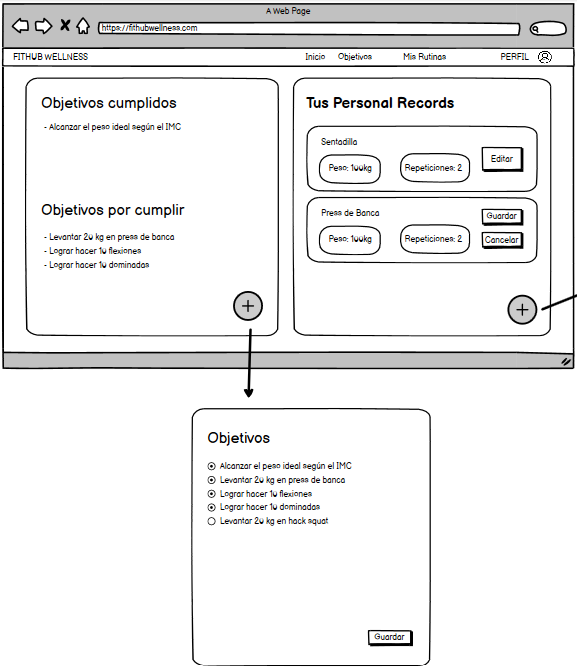 A Web Page
https://fithubwellness.com
FITHUB WELLNESS
Inicio
Objetivos
Mis Rutinas
PERFIL
Objetivos cumplidos
- Alcanzar el peso ideal según el IMC
Objetivos por cumplir
- Levantar 20 kg en press de banca
- Lograr hacer 10 flexiones
- Lograr hacer 10 dominadas
Tus Personal Records
Sentadilla
Peso: 100kg
Repeticiones: 2
Editar
Press de Banca
Guardar
Peso: 100kg
Repeticiones: 2
Cancelar
Objetivos
Alcanzar el peso ideal según el IMC
Levantar 20 kg en press de banca
Lograr hacer 10 flexiones
Lograr hacer 10 dominadas
Levantar 20 kg en hack squat
Guardar